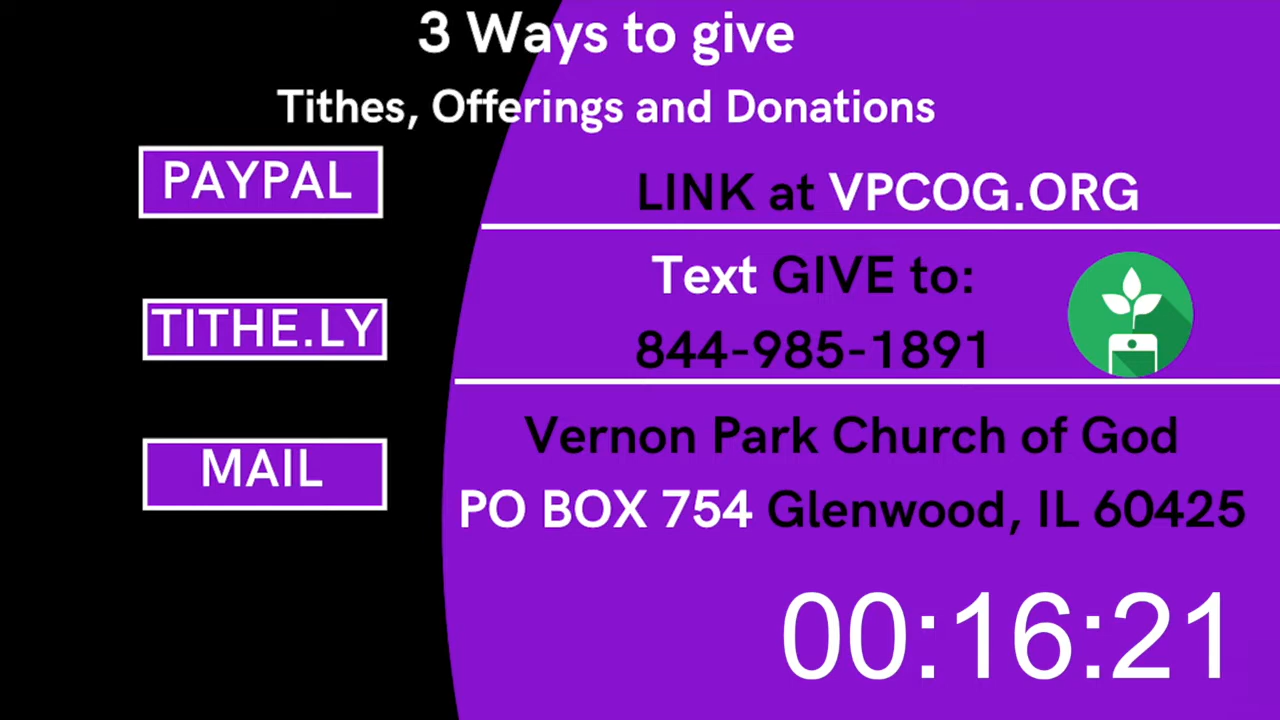 3 Ways to give
Tithes, Offerings and Donations
PAYPAL
LINK at VPCOG.ORG
TITHE.LY
Text GIVE to:
844-985-1891
MAIL
Vernon Park Church of God
PO BOX 754 Glenwood, IL 60425
00:16:21